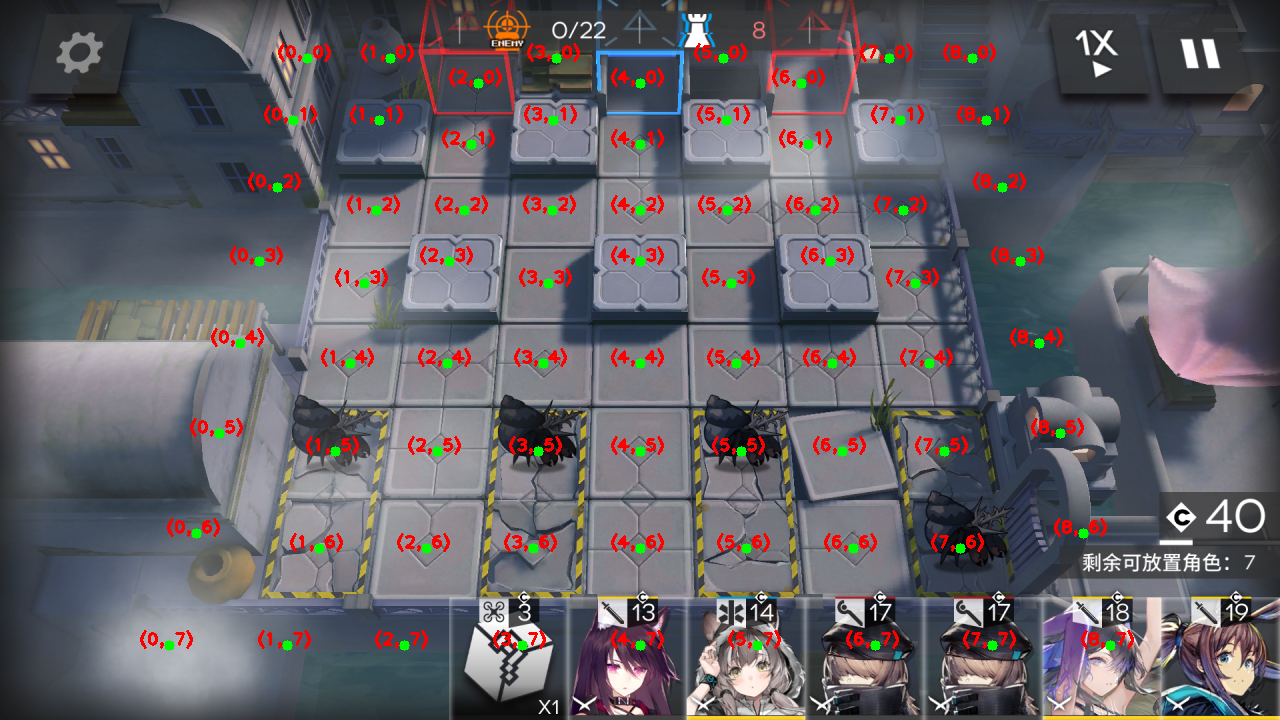 ENEMY 0/22 8 1X
(0, 0) (1, 0) (2, 0) (3, 0) (4, 0) (5, 0) (6, 0) (7, 0) (8, 0)
(0, 1) (1, 1) (2, 1) (3, 1) (4, 1) (5, 1) (6, 1) (7, 1) (8, 1)
(0, 2) (1, 2) (2, 2) (3, 2) (4, 2) (5, 2) (6, 2) (7, 2) (8, 2)
(0, 3) (1, 3) (2, 3) (3, 3) (4, 3) (5, 3) (6, 3) (7, 3) (8, 3)
(0, 4) (1, 4) (2, 4) (3, 4) (4, 4) (5, 4) (6, 4) (7, 4) (8, 4)
(0, 5) (1, 5) (2, 5) (3, 5) (4, 5) (5, 5) (6, 5) (7, 5) (8, 5)
(0, 6) (1, 6) (2, 6) (3, 6) (4, 6) (5, 6) (6, 6) (7, 6) (8, 6)
C 40
剩余可放置角色：7
C C C C C C C
3 13 14 17 17 18 19
(0, 7) (1, 7) (2, 7) (3, 7) (4, 7) (5, 7) (6, 7) (7, 7) (8, 7)
X1